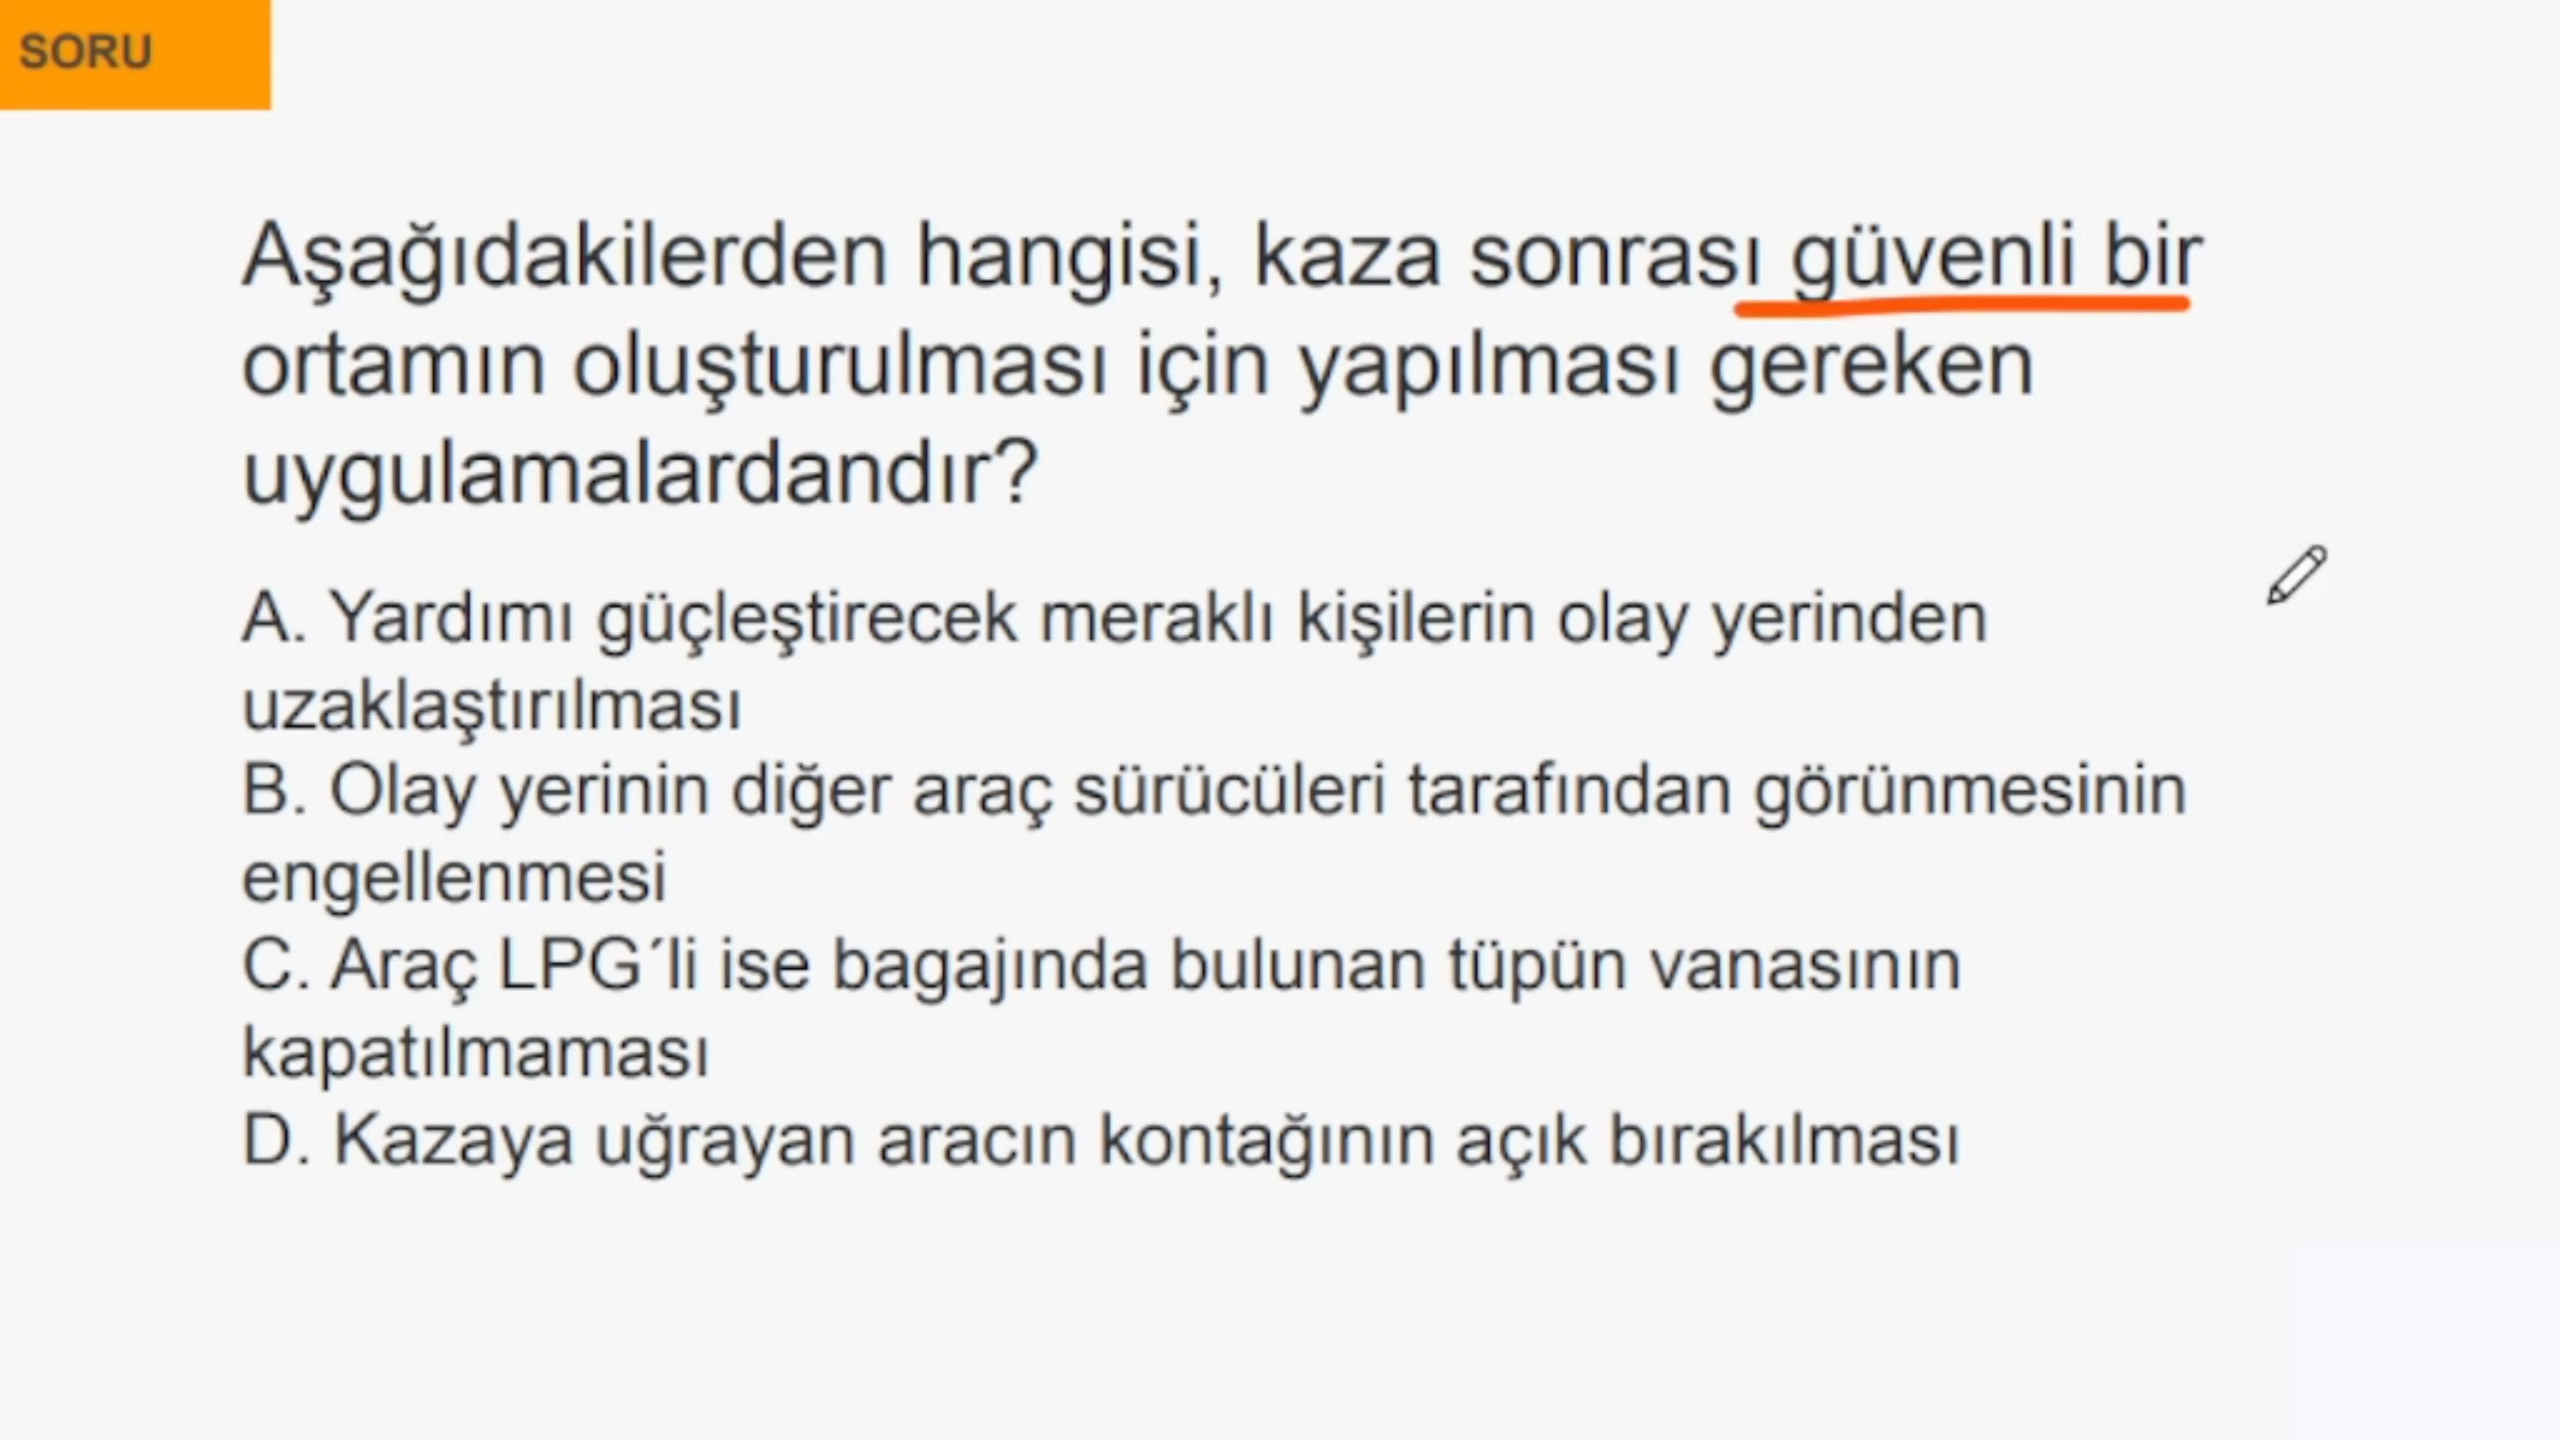 SORU
Aşağıdakilerden hangisi, kaza sonrası güvenli bir
ortamın oluşturulması için yapılması gereken
uygulamalardandır?
A. Yardımı güçleştirecek meraklı kişilerin olay yerinden
uzaklaştırılması
B. Olay yerinin diğer araç sürücüleri tarafından görünmesinin
engellenmesi
C. Araç LPG´li ise bagajında bulunan tüpün vanasının
kapatılmaması
D. Kazaya uğrayan aracın kontağının açık bırakılması